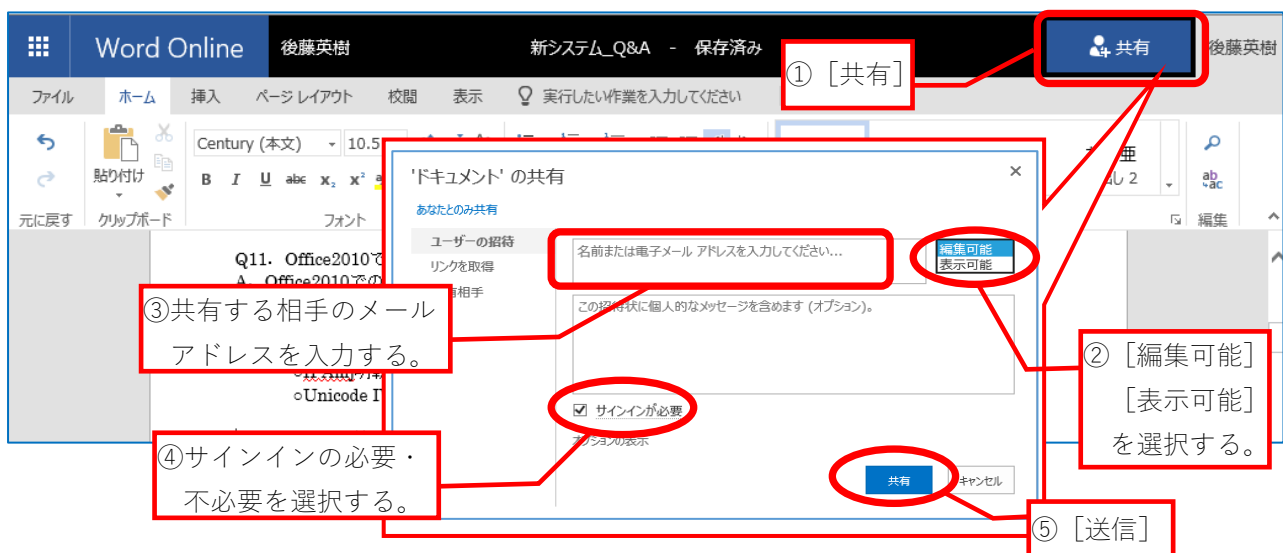 Word Online 後藤英樹 新システム_Q&A - 保存済み 共有 後藤英樹
① [共有]
ファイル ホーム 挿入 ページ レイアウト 校閲 表示 実行したい作業を入力してください
Century (本文) 10.5
貼り付け
B I U abc x₂ x²
元に戻す クリップボード フォント 編集
'ドキュメント' の共有
あなたとのみ共有
ユーザーの招待
リンクを取得
相手
名前または電子メール アドレスを入力してください...
編集可能
表示可能
この招待状に個人的なメッセージを含めます (オプション)。
Q11. Office2010で
A. Office2010での
③共有する相手のメール
アドレスを入力する。
○Unicode
② [編集可能]
[表示可能]
を選択する。
サインインが必要
オプションの表示
④サインインの必要・
不必要を選択する。
共有 キャンセル
⑤ [送信]